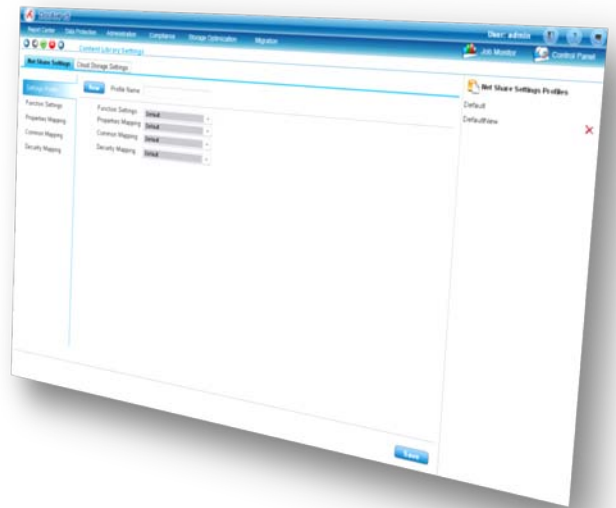 User: admin
Report Center Data Protection Administration Compliance Storage Optimization Migration
Job Monitor Control Panel
Content Library Settings
Net Share Settings Cloud Storage Settings
Net Share Settings Profiles
Settings Profile
New Profile Name
Default
Function Settings
Function Settings Default
DefaultNew
Properties Mapping
Properties Mapping Default
Common Mapping
Common Mapping Default
Security Mapping
Security Mapping Default
Save